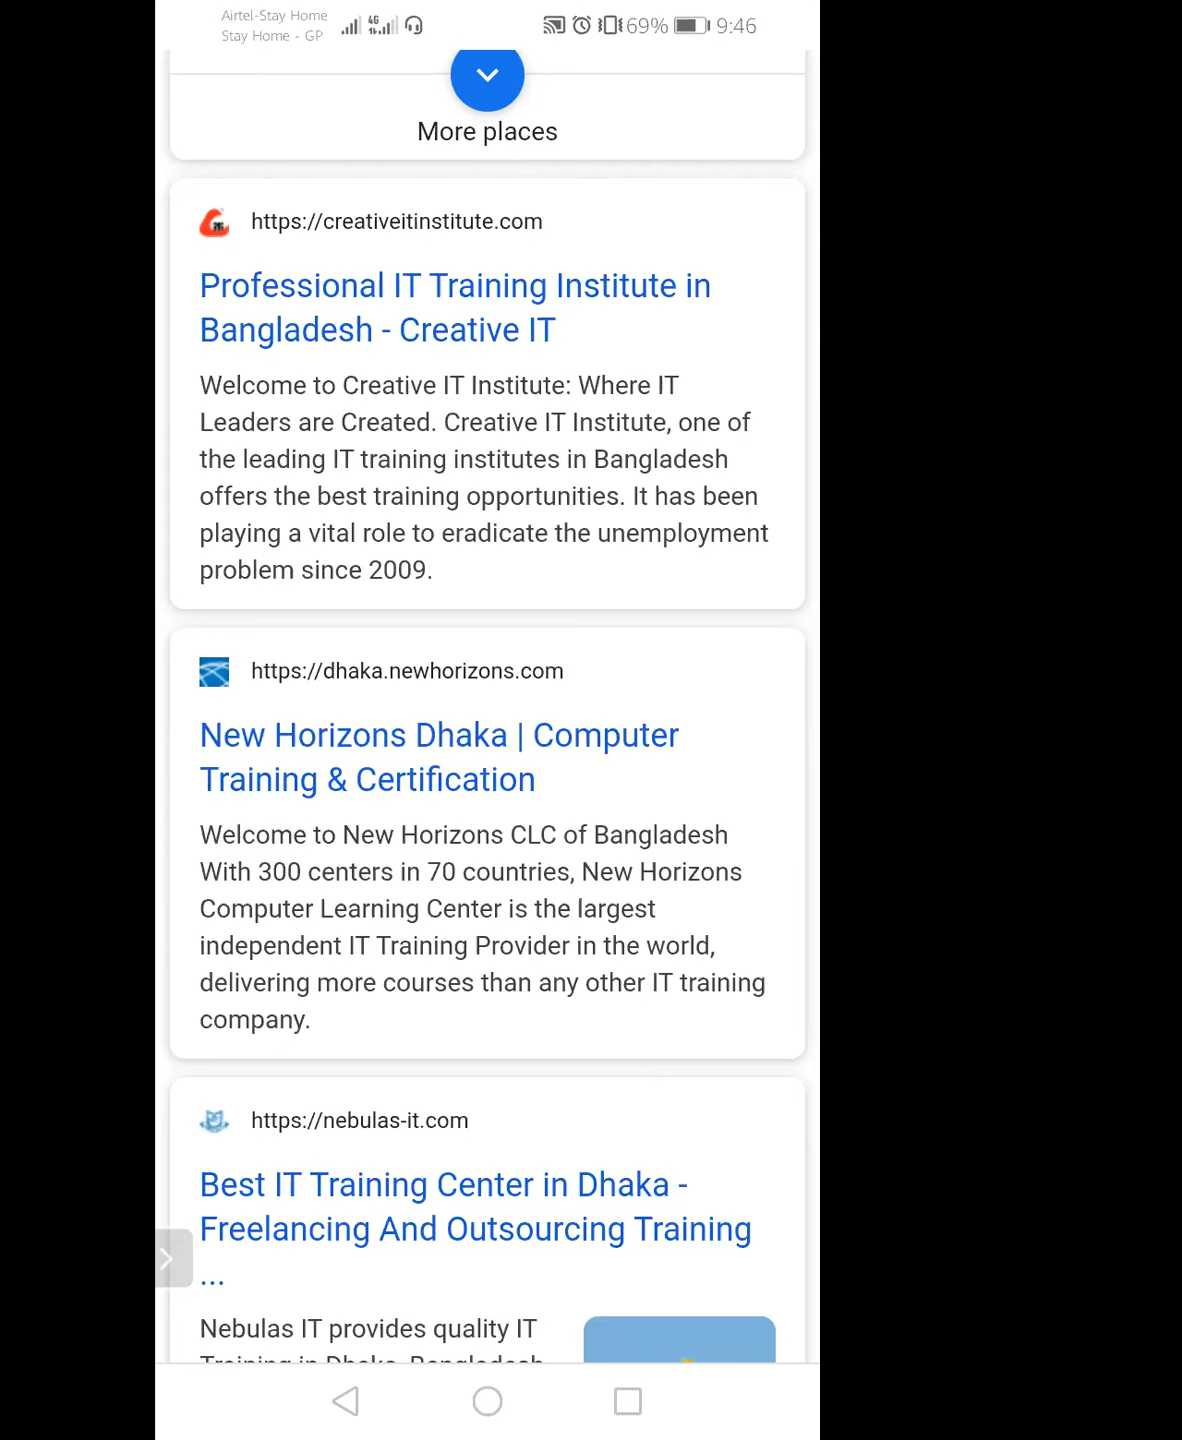 Airtel-Stay Home
Stay Home - GP
4G
69%
9:46
More places
https://creativeitinstitute.com
Professional IT Training Institute in
Bangladesh - Creative IT
Welcome to Creative IT Institute: Where IT
Leaders are Created. Creative IT Institute, one of
the leading IT training institutes in Bangladesh
offers the best training opportunities. It has been
playing a vital role to eradicate the unemployment
problem since 2009.
https://dhaka.newhorizons.com
New Horizons Dhaka | Computer
Training & Certification
Welcome to New Horizons CLC of Bangladesh
With 300 centers in 70 countries, New Horizons
Computer Learning Center is the largest
independent IT Training Provider in the world,
delivering more courses than any other IT training
company.
https://nebulas-it.com
Best IT Training Center in Dhaka -
Freelancing And Outsourcing Training
...
Nebulas IT provides quality IT
Training in Dhaka, Bangladesh